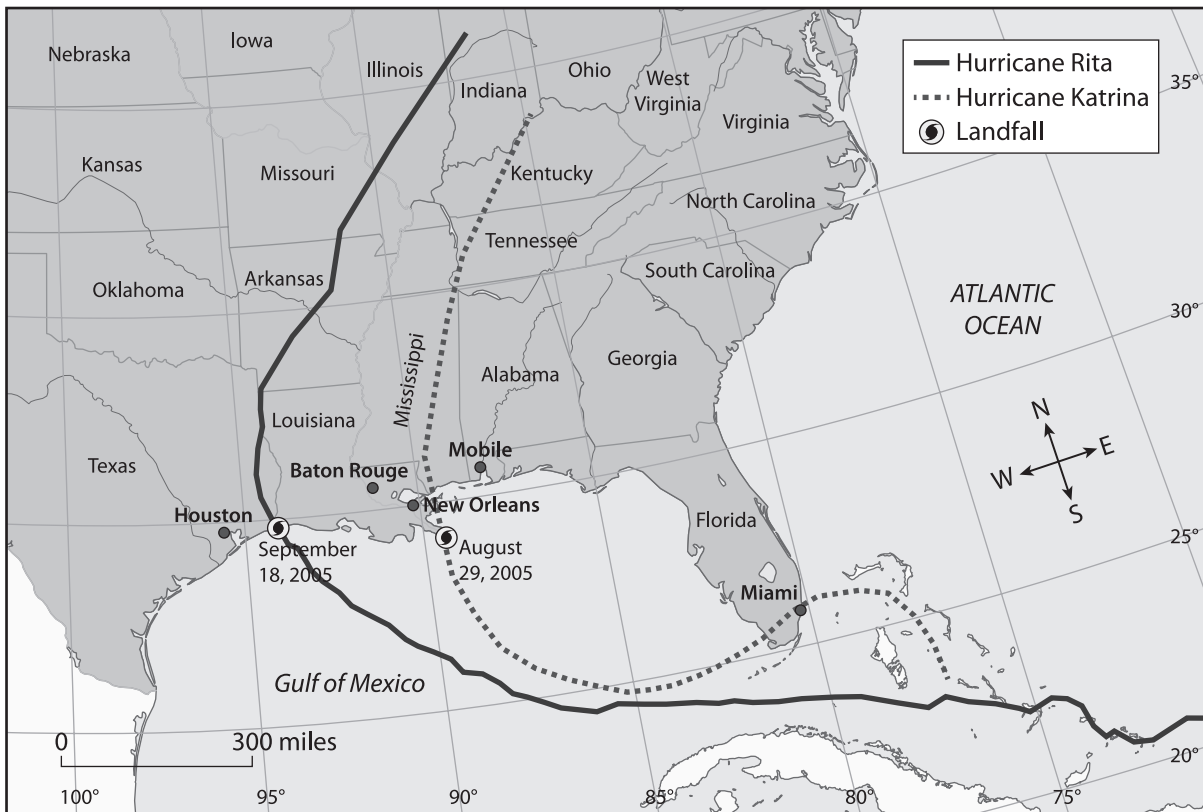 Nebraska
Iowa
Illinois
Indiana
Ohio
West
Virginia
Virginia
Kansas
Missouri
Kentucky
North Carolina
Tennessee
South Carolina
Oklahoma
Arkansas
Mississippi
Alabama
Georgia
Louisiana
Texas
Baton Rouge
Mobile
Houston
New Orleans
Florida
Miami
September
18, 2005
August
29, 2005
Gulf of Mexico
ATLANTIC
OCEAN
Hurricane Rita
Hurricane Katrina
Landfall
N
W
E
S
35°
30°
25°
20°
0
300 miles
100°
95°
90°
85°
80°
75°